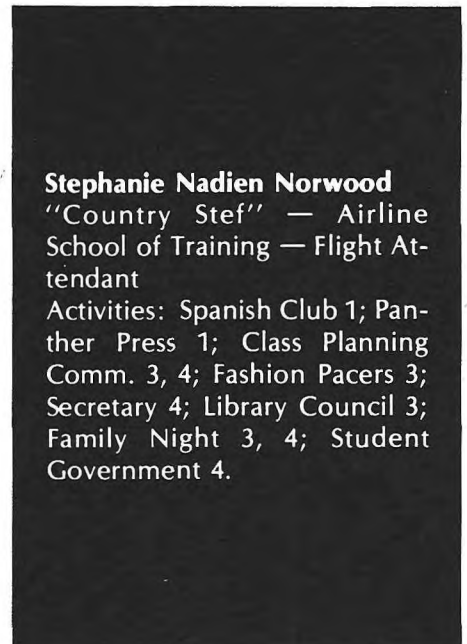 Stephanie Nadien Norwood
"Country Stef" — Airline
School of Training — Flight At-
tendant
Activities: Spanish Club 1; Pan-
ther Press 1; Class Planning
Comm. 3, 4; Fashion Pacers 3;
Secretary 4; Library Council 3;
Family Night 3, 4; Student
Government 4.